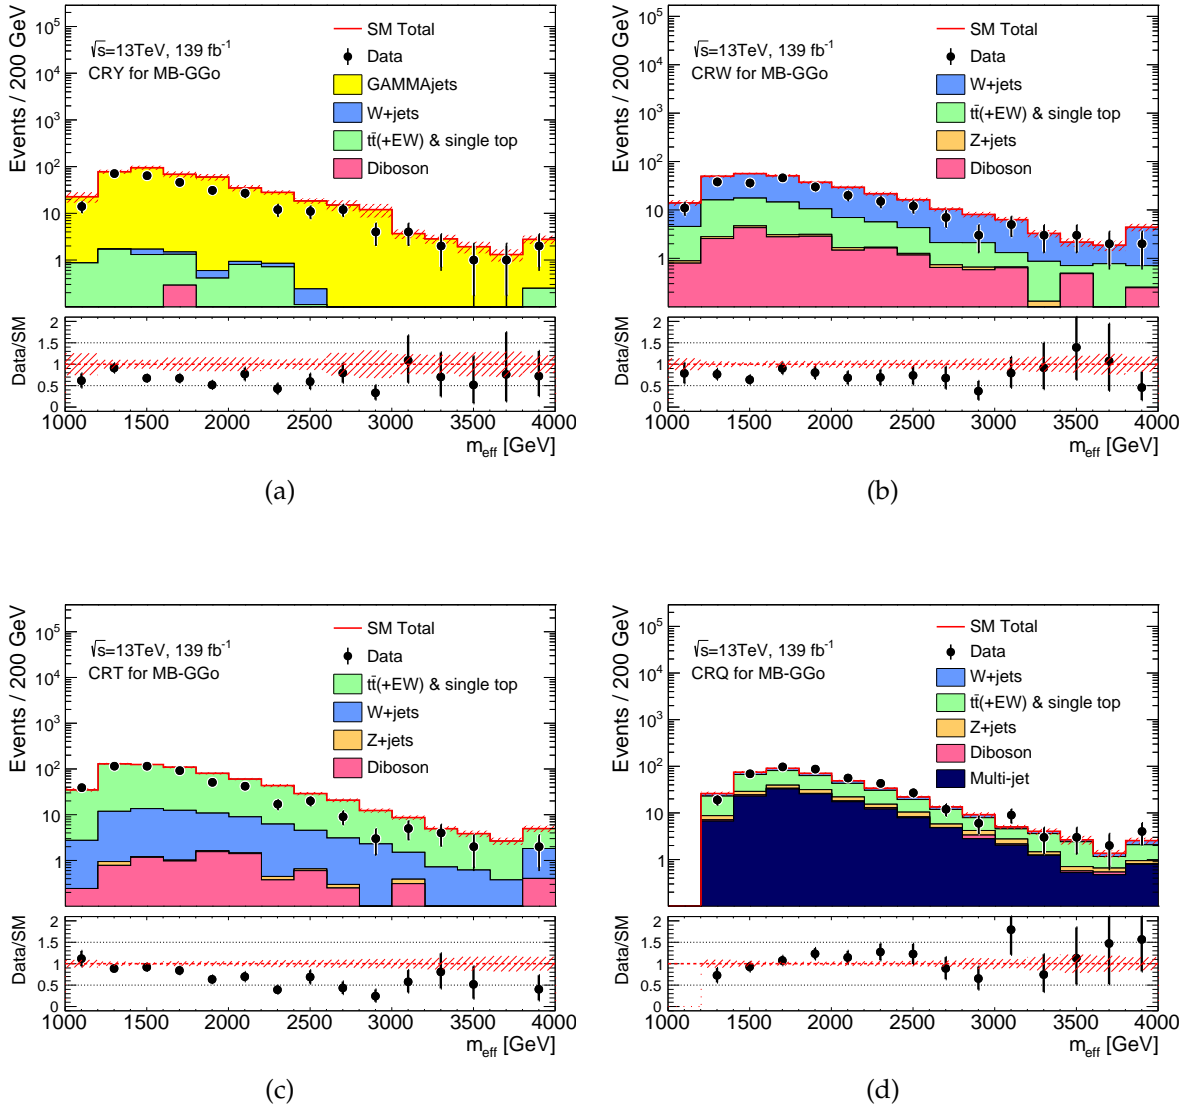 Events / 200 GeV
10⁵
10⁴
10³
10²
10
1
√s=13TeV, 139 fb⁻¹
CRY for MB-GGo
SM Total
Data
GAMMAjets
W+jets
tt̄(+EW) & single top
Diboson
Data/SM
2
1.5
1
0.5
0
1000 1500 2000 2500 3000 3500 4000
m_eff [GeV]
(a)
Events / 200 GeV
10⁵
10⁴
10³
10²
10
1
√s=13TeV, 139 fb⁻¹
CRW for MB-GGo
SM Total
Data
W+jets
tt̄(+EW) & single top
Z+jets
Diboson
Data/SM
2
1.5
1
0.5
0
1000 1500 2000 2500 3000 3500 4000
m_eff [GeV]
(b)
Events / 200 GeV
10⁵
10⁴
10³
10²
10
1
√s=13TeV, 139 fb⁻¹
CRT for MB-GGo
SM Total
Data
tt̄(+EW) & single top
W+jets
Z+jets
Diboson
Data/SM
2
1.5
1
0.5
0
1000 1500 2000 2500 3000 3500 4000
m_eff [GeV]
(c)
Events / 200 GeV
10⁵
10⁴
10³
10²
10
1
√s=13TeV, 139 fb⁻¹
CRQ for MB-GGo
SM Total
Data
W+jets
tt̄(+EW) & single top
Z+jets
Diboson
Multi-jet
Data/SM
2
1.5
1
0.5
0
1000 1500 2000 2500 3000 3500 4000
m_eff [GeV]
(d)